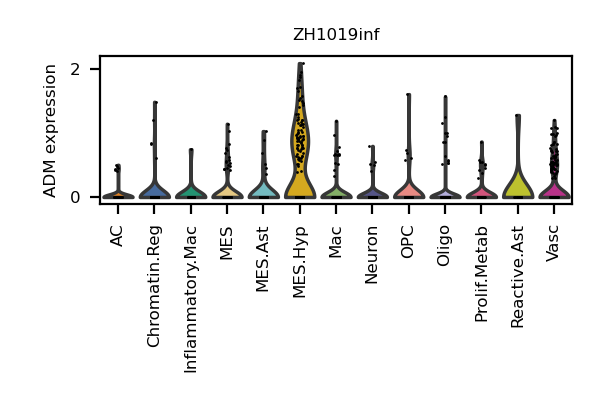 ZH1019inf
ADM expression
2
0
AC
Chromatin.Reg
Inflammatory.Mac
MES
MES.Ast
MES.Hyp
Mac
Neuron
OPC
Oligo
Prolif.Metab
Reactive.Ast
Vasc